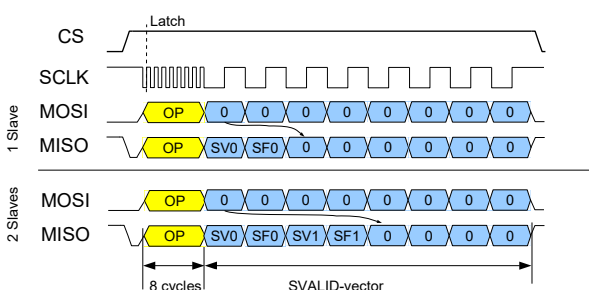 Latch
CS
SCLK
1 Slave
MOSI OP 0 0 0 0 0 0 0 0
MISO OP SV0 SF0 0 0 0 0 0 0
2 Slaves
MOSI OP 0 0 0 0 0 0 0 0
MISO OP SV0 SF0 SV1 SF1 0 0 0 0
8 cycles SVALID-vector